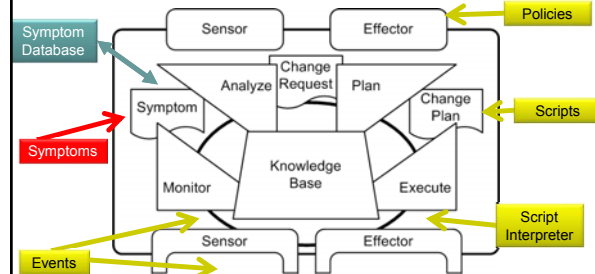 Symptom
Database
Sensor
Effector
Policies
Analyze
Change
Request
Plan
Symptom
Change
Plan
Scripts
Symptoms
Knowledge
Base
Monitor
Execute
Script
Interpreter
Events
Sensor
Effector